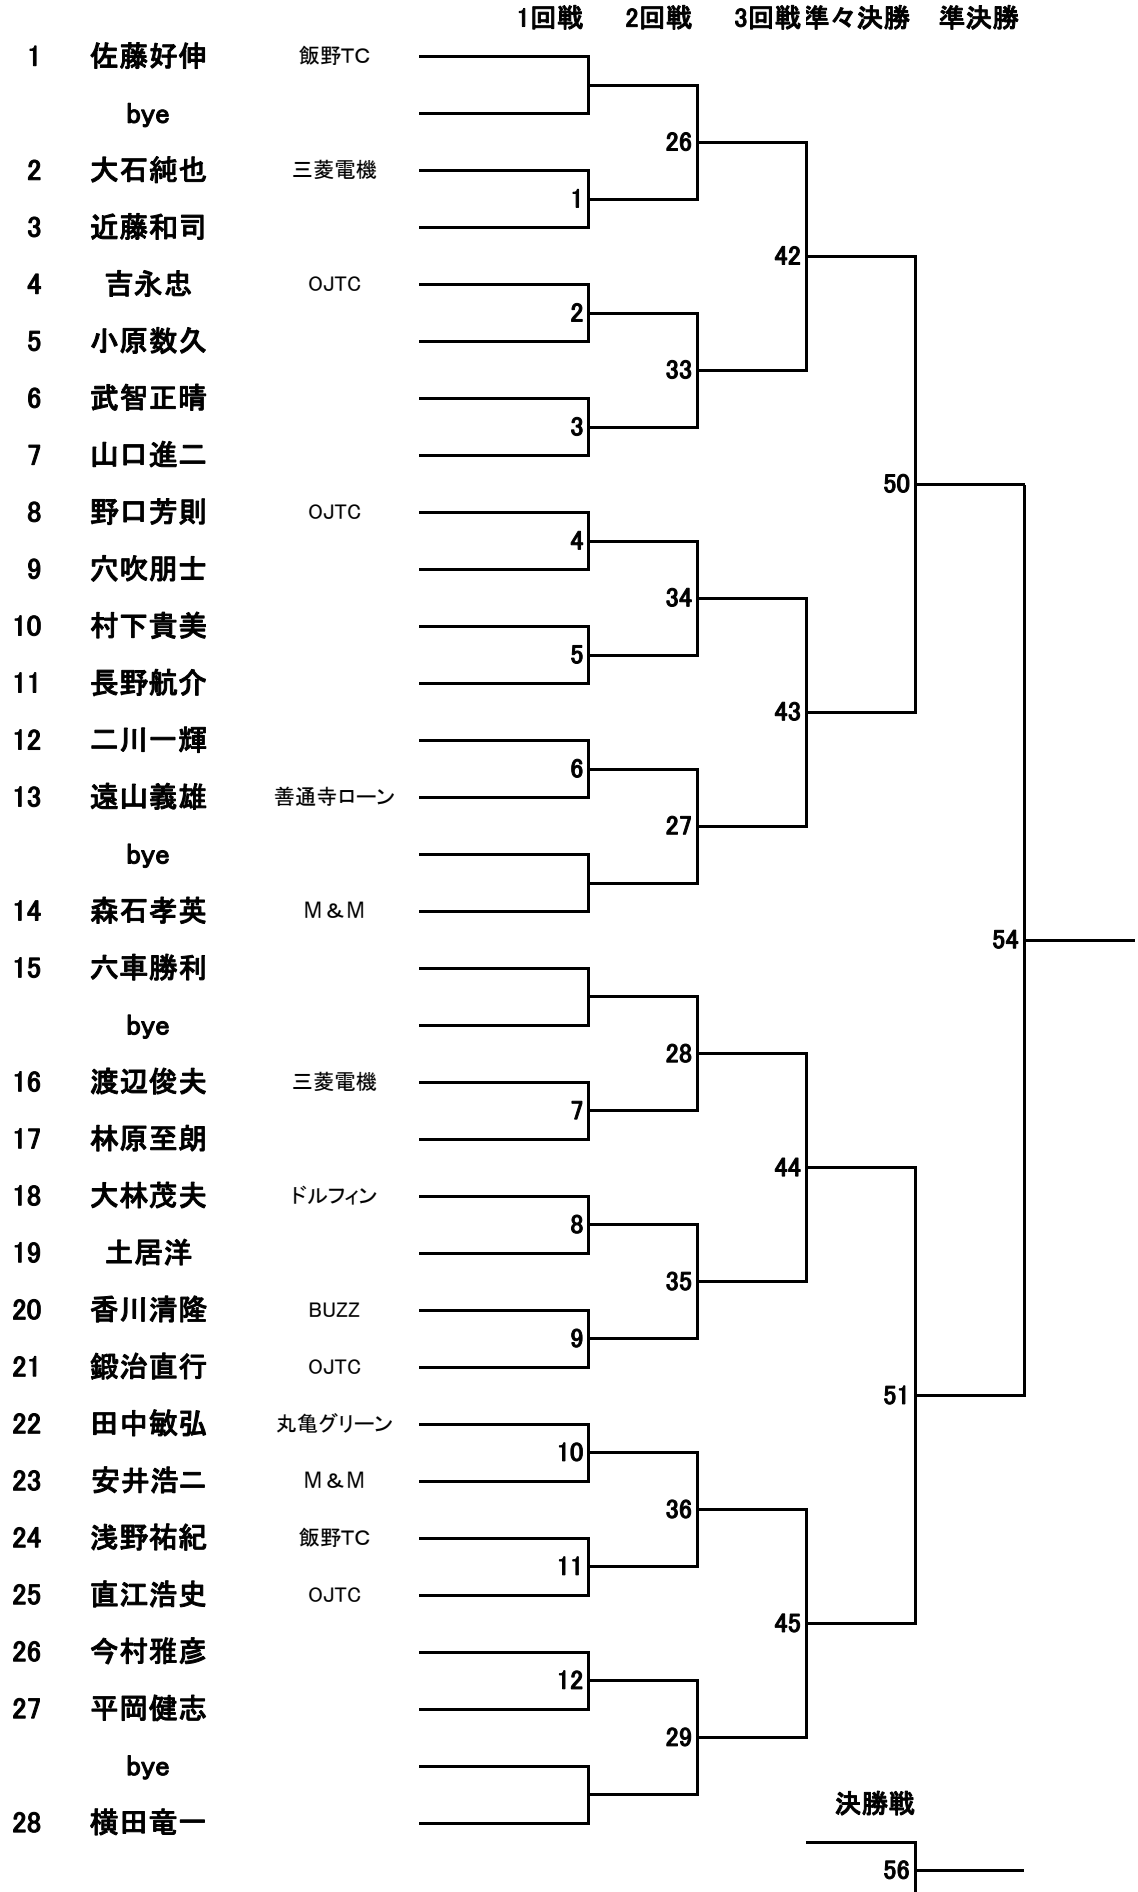 1回戦 2回戦 3回戦 準々決勝 準決勝
1 佐藤好伸 飯野TC
bye
26
2 大石純也 三菱電機
1
3 近藤和司
42
4 吉永忠 OJTC
2
5 小原数久
33
6 武智正晴
3
7 山口進二
50
8 野口芳則 OJTC
4
9 穴吹朋士
34
10 村下貴美
5
11 長野航介
43
12 二川一輝
6
13 遠山義雄 善通寺ローン
27
bye
14 森石孝英 M&M
54
15 六車勝利
bye
28
16 渡辺俊夫 三菱電機
7
17 林原至朗
44
18 大林茂夫 ドルフィン
8
19 土居洋
35
20 香川清隆 BUZZ
9
21 鍛治直行 OJTC
51
22 田中敏弘 丸亀グリーン
10
23 安井浩二 M&M
36
24 浅野祐紀 飯野TC
11
25 直江浩史 OJTC
45
26 今村雅彦
12
27 平岡健志
29
bye
決勝戦
28 横田竜一
56